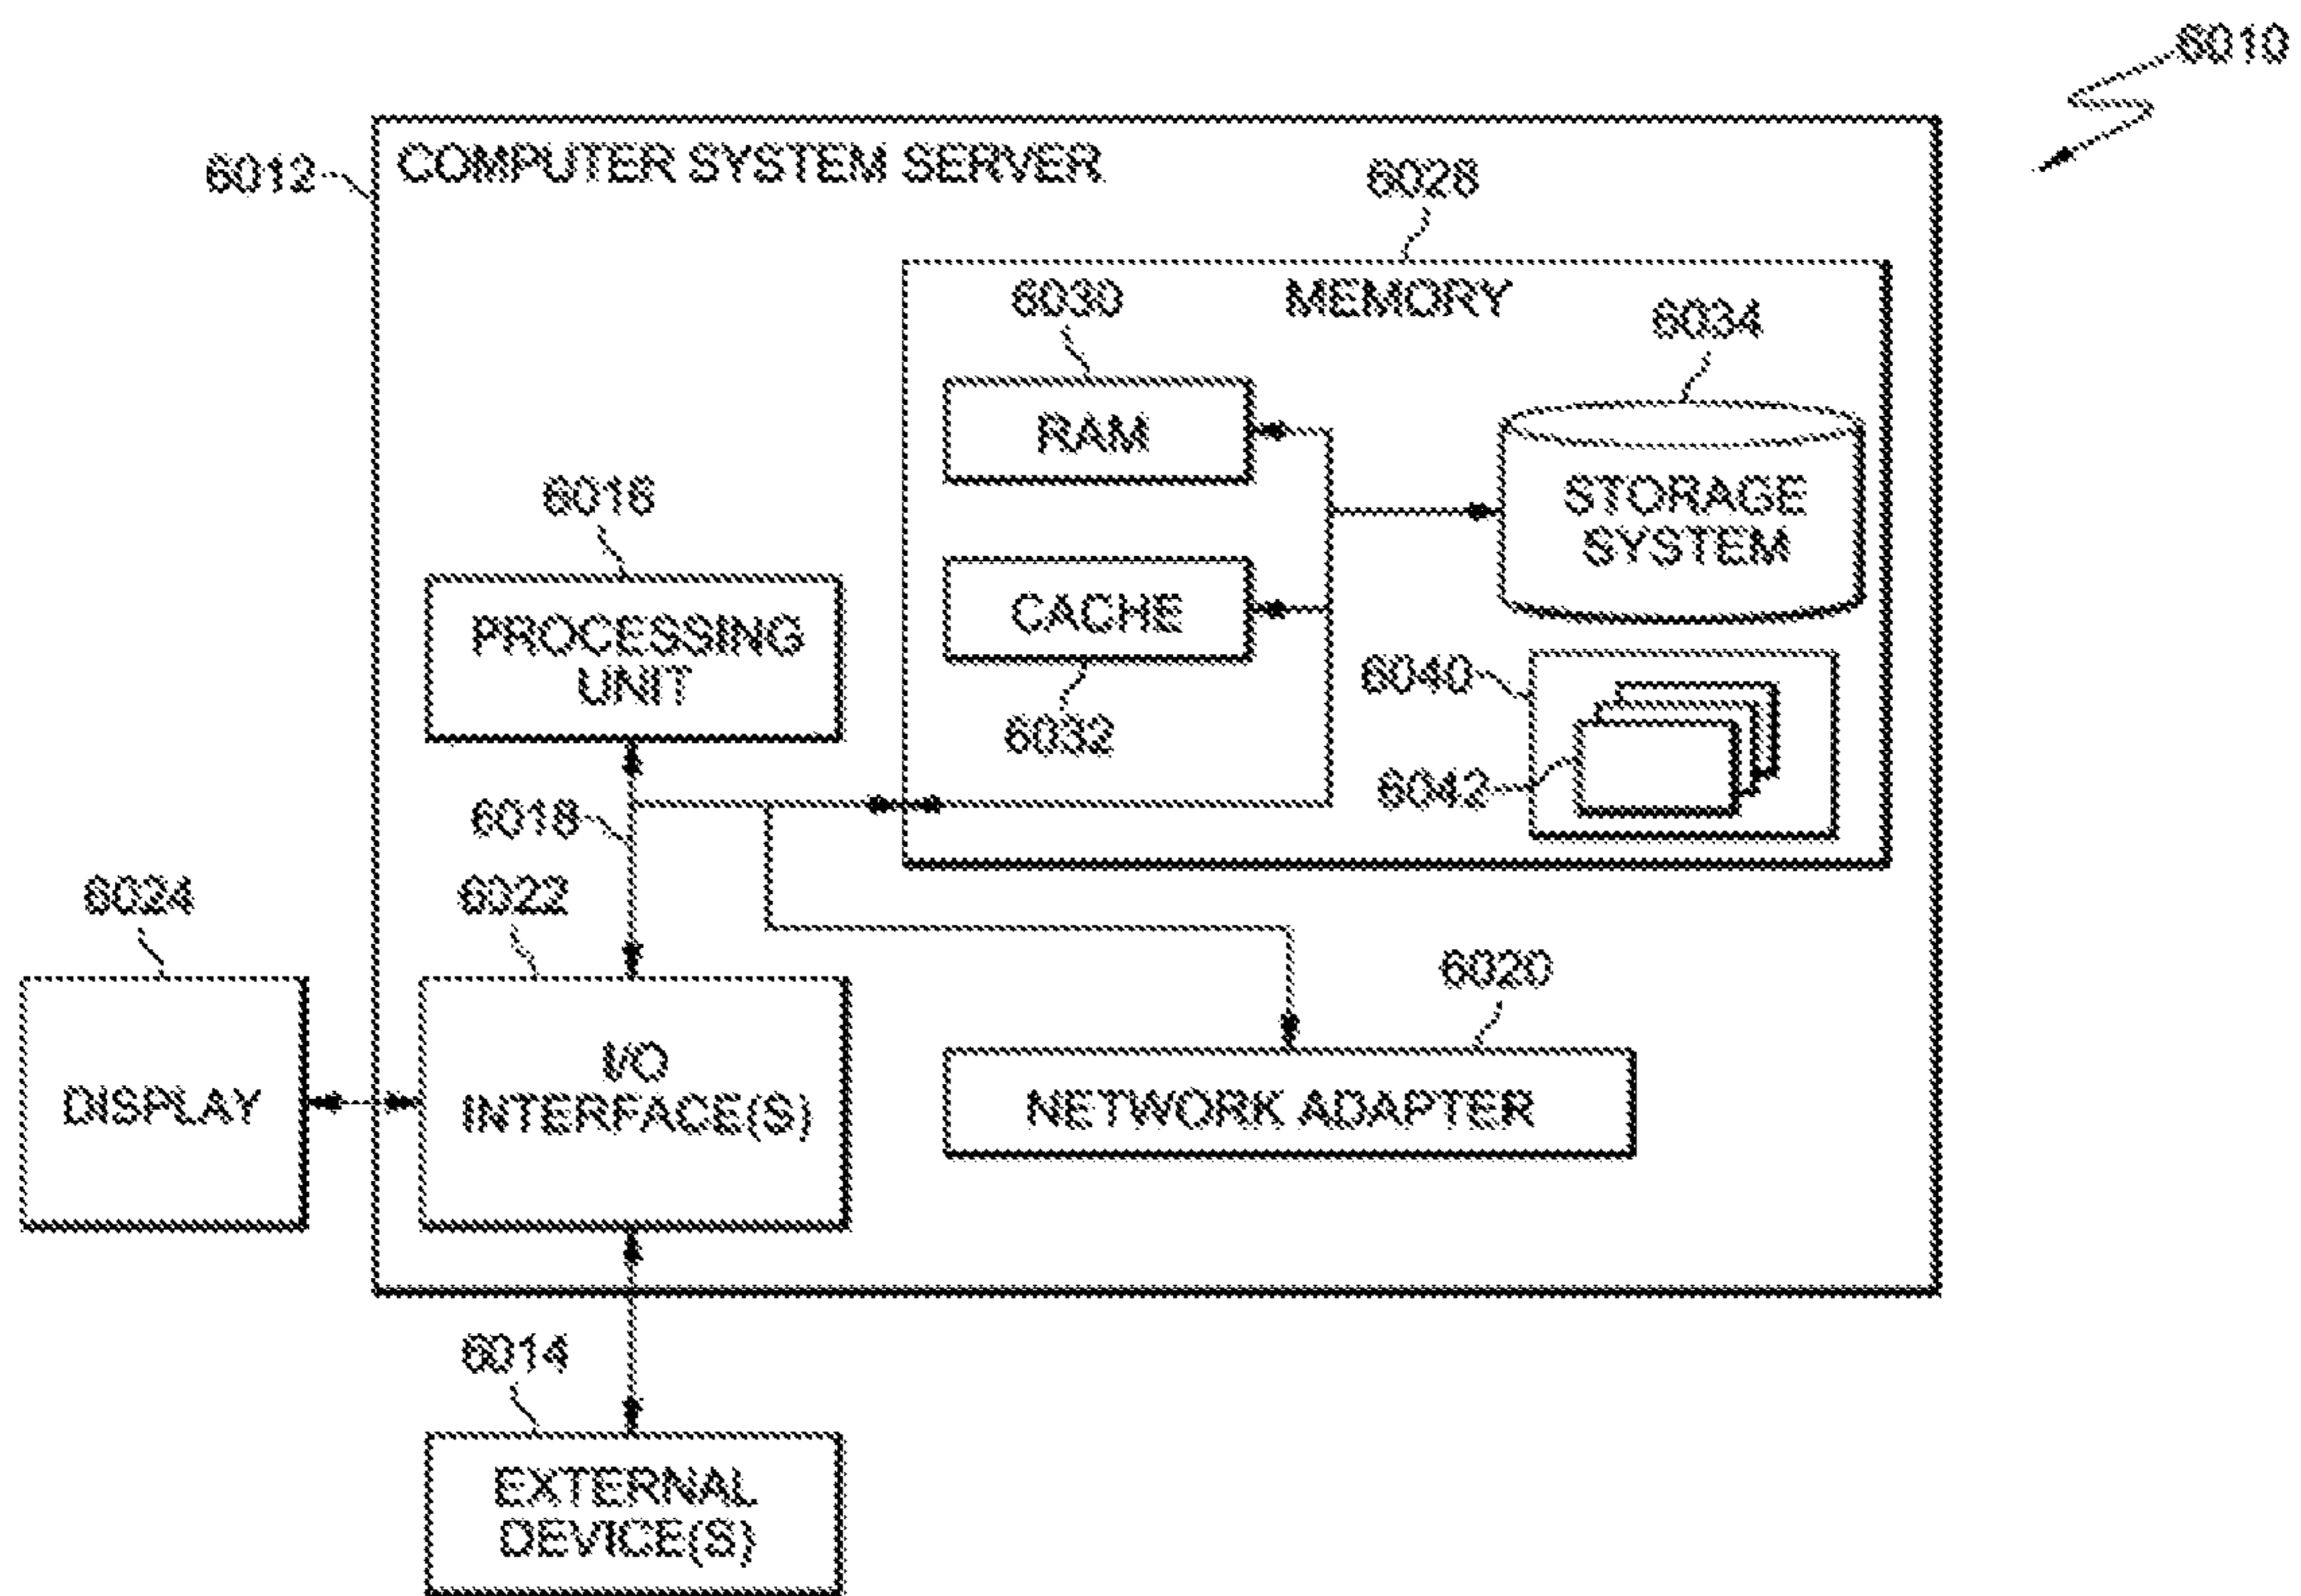 6010
6012
COMPUTER SYSTEM SERVER
6028
MEMORY
6030
6034
RAM
STORAGE
SYSTEM
6016
CACHE
PROCESSING
UNIT
6032
6040
6042
6018
6024
6022
6020
DISPLAY
I/O
INTERFACE(S)
NETWORK ADAPTER
6014
EXTERNAL
DEVICE(S)